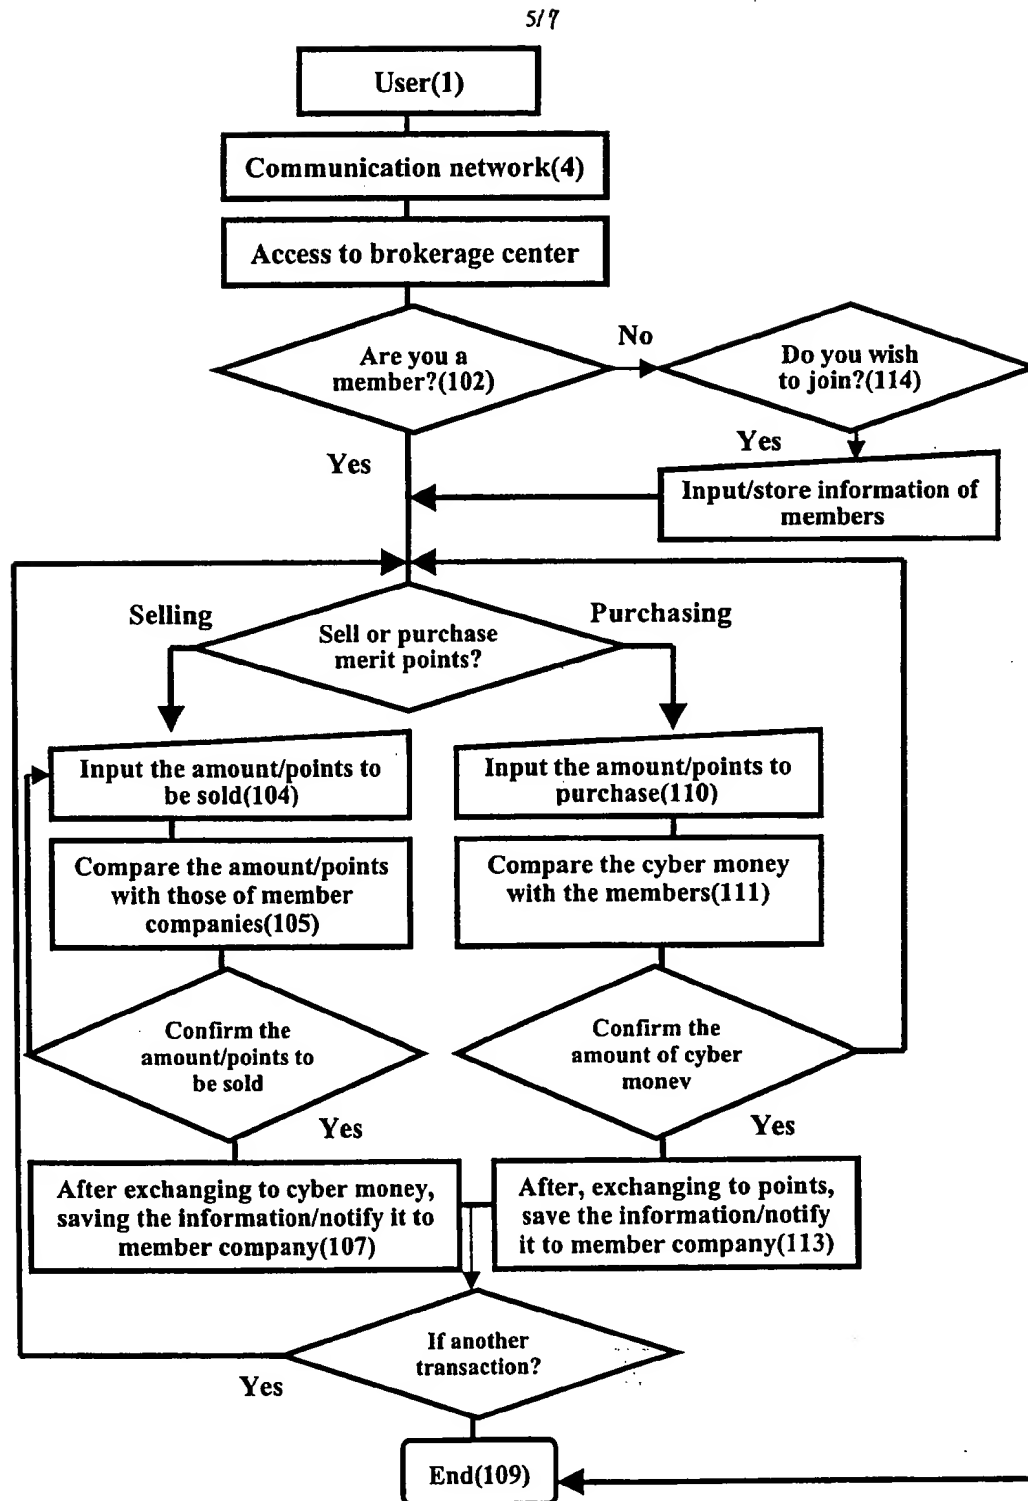 5/7
User(1)
Communication network(4)
Access to brokerage center
Are you a
member?(102)
No
Do you wish
to join?(114)
Yes
Yes
Input/store information of
members
Selling
Purchasing
Sell or purchase
merit points?
Input the amount/points to
be sold(104)
Input the amount/points to
purchase(110)
Compare the amount/points
with those of member
companies(105)
Compare the cyber money
with the members(111)
Confirm the
amount/points to
be sold
Confirm the
amount of cyber
money
Yes
Yes
After exchanging to cyber money,
saving the information/notify it to
member company(107)
After, exchanging to points,
save the information/notify
it to member company(113)
If another
transaction?
Yes
End(109)